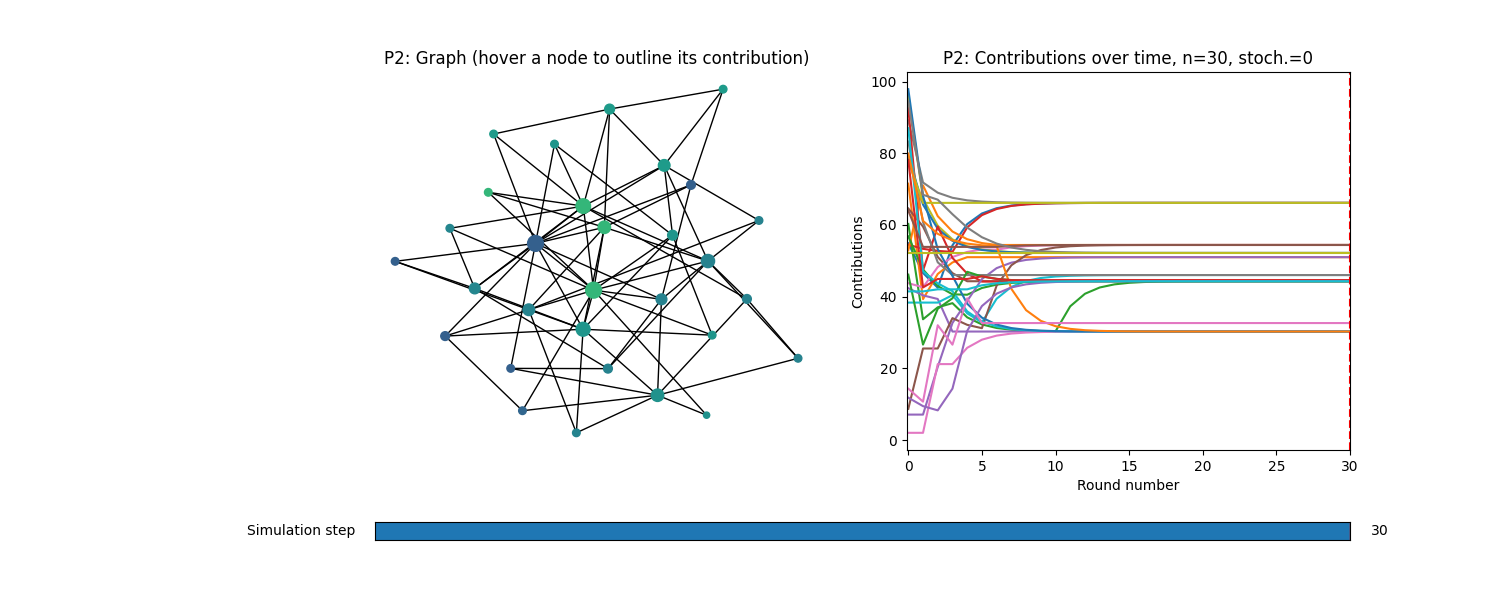 P2: Graph (hover a node to outline its contribution)
P2: Contributions over time, n=30, stoch.=0
100
80
60
40
20
0
Contributions
0 5 10 15 20 25 30
Round number
Simulation step
30